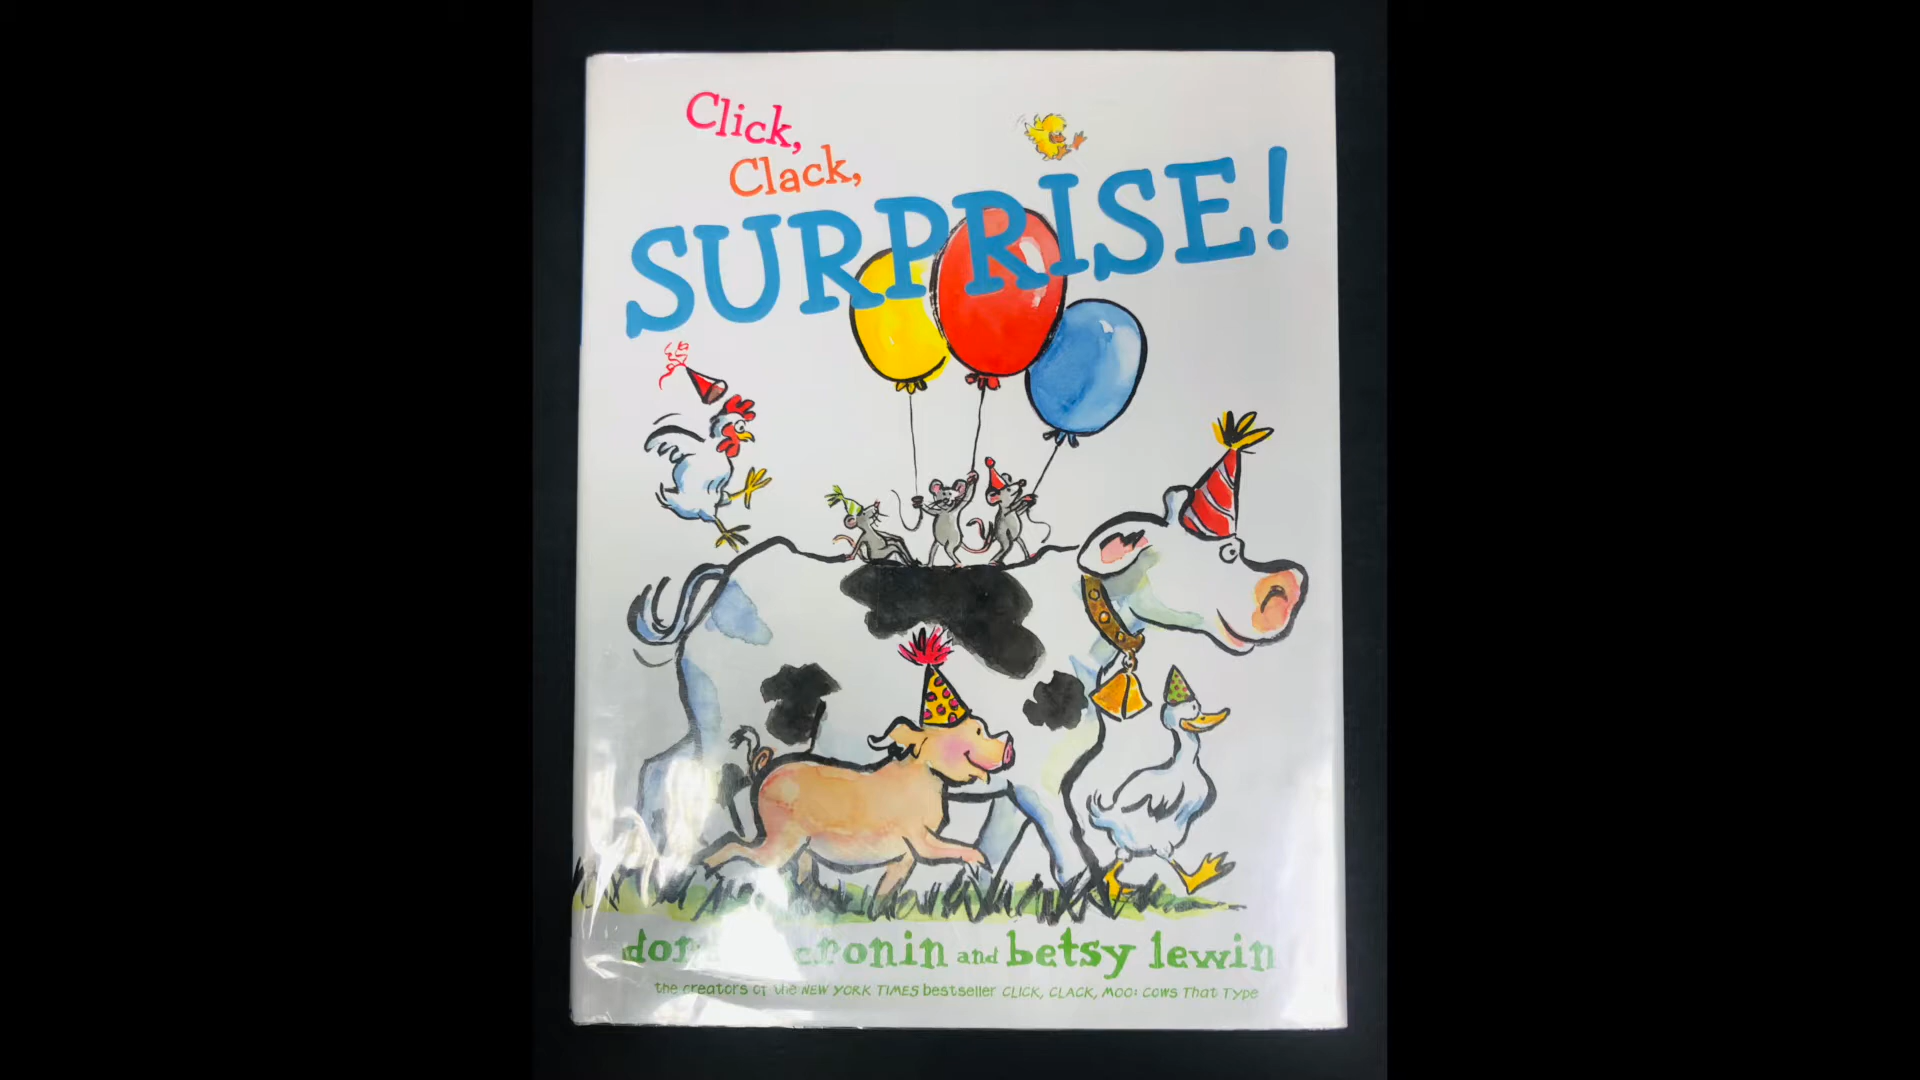 Click,
Clack,
SURPRISE!
cronin and betsy lewin
the creators of the NEW YORK TIMES bestseller CLICK, CLACK, MOO: Cows That Type